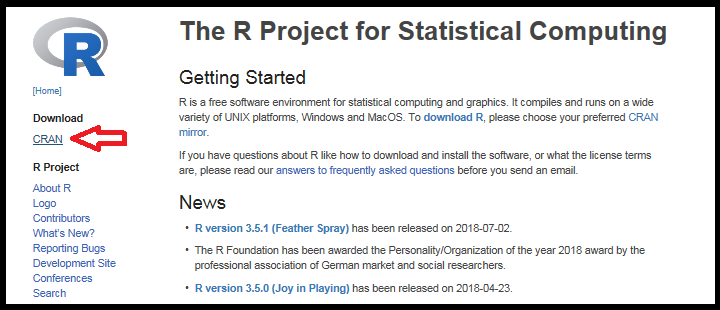 R
[Home]
Download
CRAN
R Project
About R
Logo
Contributors
What's New?
Reporting Bugs
Development Site
Conferences
Search
The R Project for Statistical Computing
Getting Started
R is a free software environment for statistical computing and graphics. It compiles and runs on a wide
variety of UNIX platforms, Windows and MacOS. To download R, please choose your preferred CRAN
mirror.
If you have questions about R like how to download and install the software, or what the license terms
are, please read our answers to frequently asked questions before you send an email.
News
• R version 3.5.1 (Feather Spray) has been released on 2018-07-02.
• The R Foundation has been awarded the Personality/Organization of the year 2018 award by the
professional association of German market and social researchers.
• R version 3.5.0 (Joy in Playing) has been released on 2018-04-23.